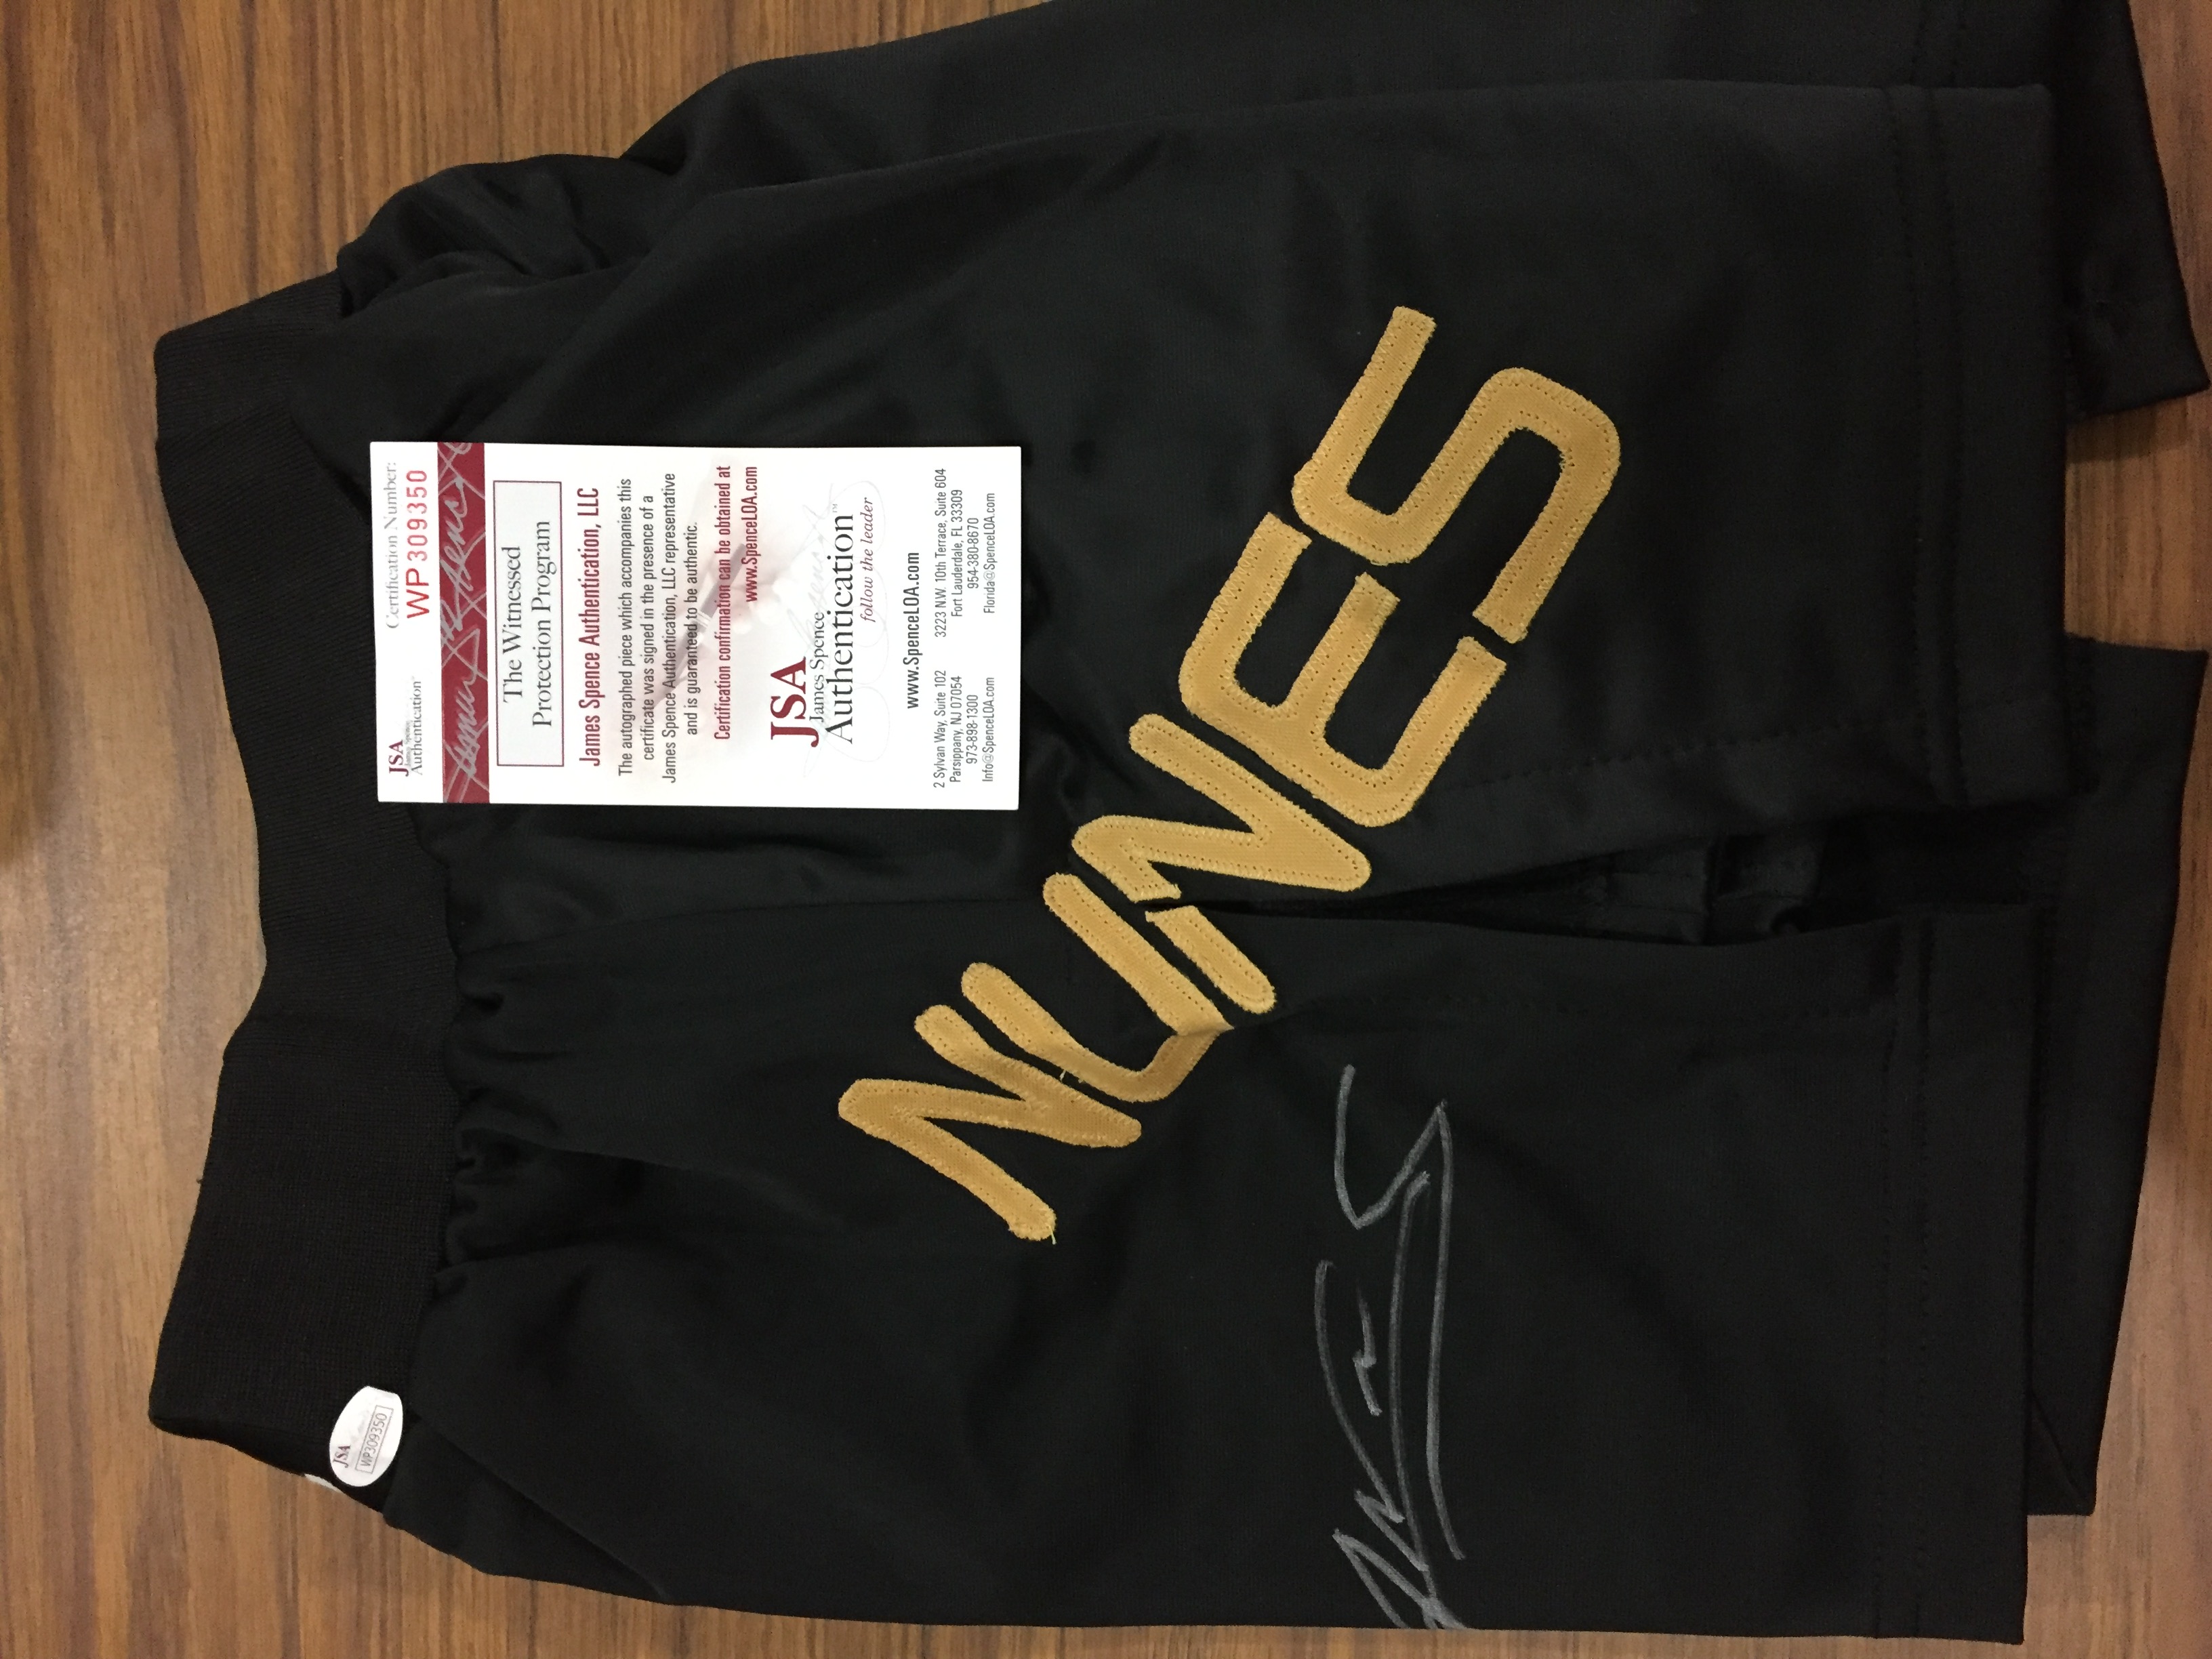 JSA
James Spence
Authentication™
Certification Number:
WP309350
The Witnessed
Protection Program
James Spence Authentication, LLC
The autographed piece which accompanies this
certificate was signed in the presence of a
James Spence Authentication, LLC representative
and is guaranteed to be authentic.
Certification confirmation can be obtained at
www.SpenceLOA.com
JSA
James Spence
Authentication™
follow the leader
www.SpenceLOA.com
2 Sylvan Way, Suite 102
Parsippany, NJ 07054
973-898-1300
Info@SpenceLOA.com
3223 N.W. 10th Terrace, Suite 604
Fort Lauderdale, FL 33309
954-380-8670
Florida@SpenceLOA.com
NUNES
JSA
WP309350